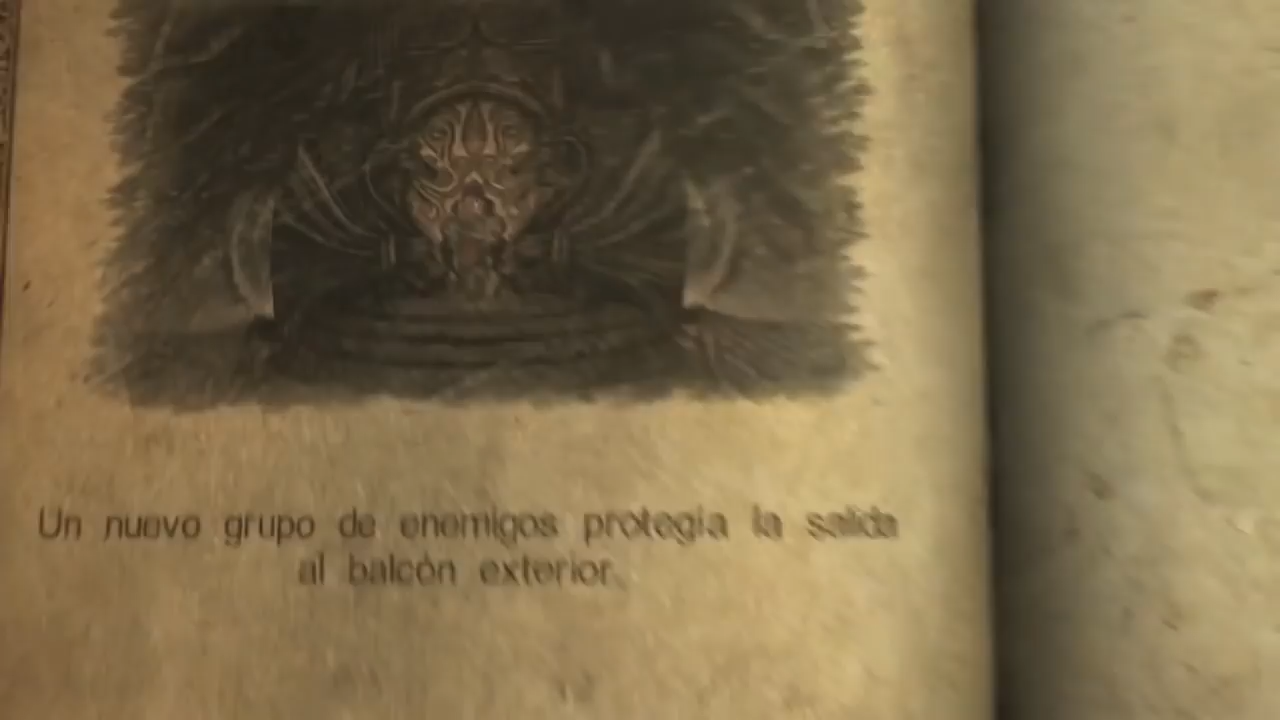 Un nuevo grupo de enemigos protegía la salida
al balcón exterior.